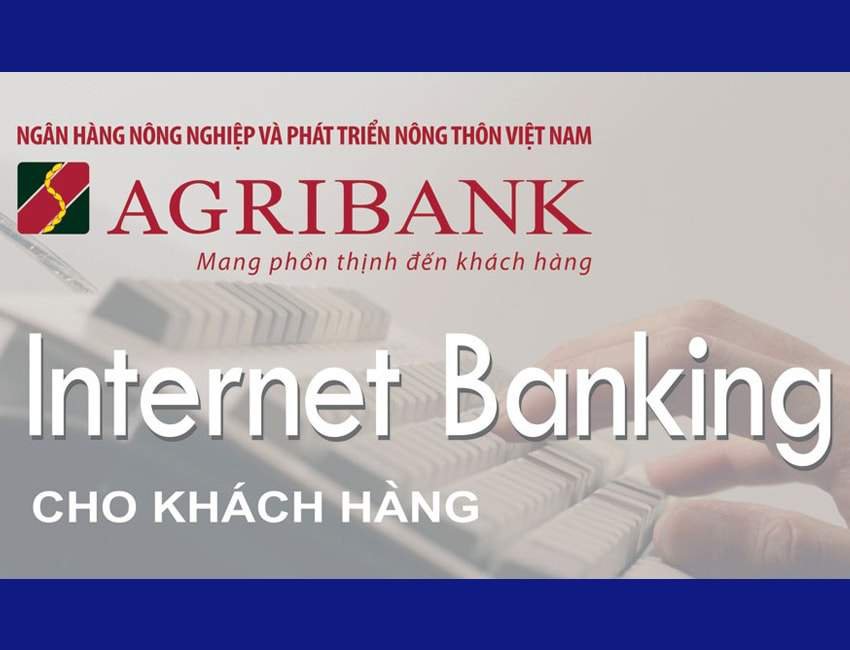 NGÂN HÀNG NÔNG NGHIỆP VÀ PHÁT TRIỂN NÔNG THÔN VIỆT NAM
AGRIBANK
Mang phồn thịnh đến khách hàng
Internet Banking
CHO KHÁCH HÀNG